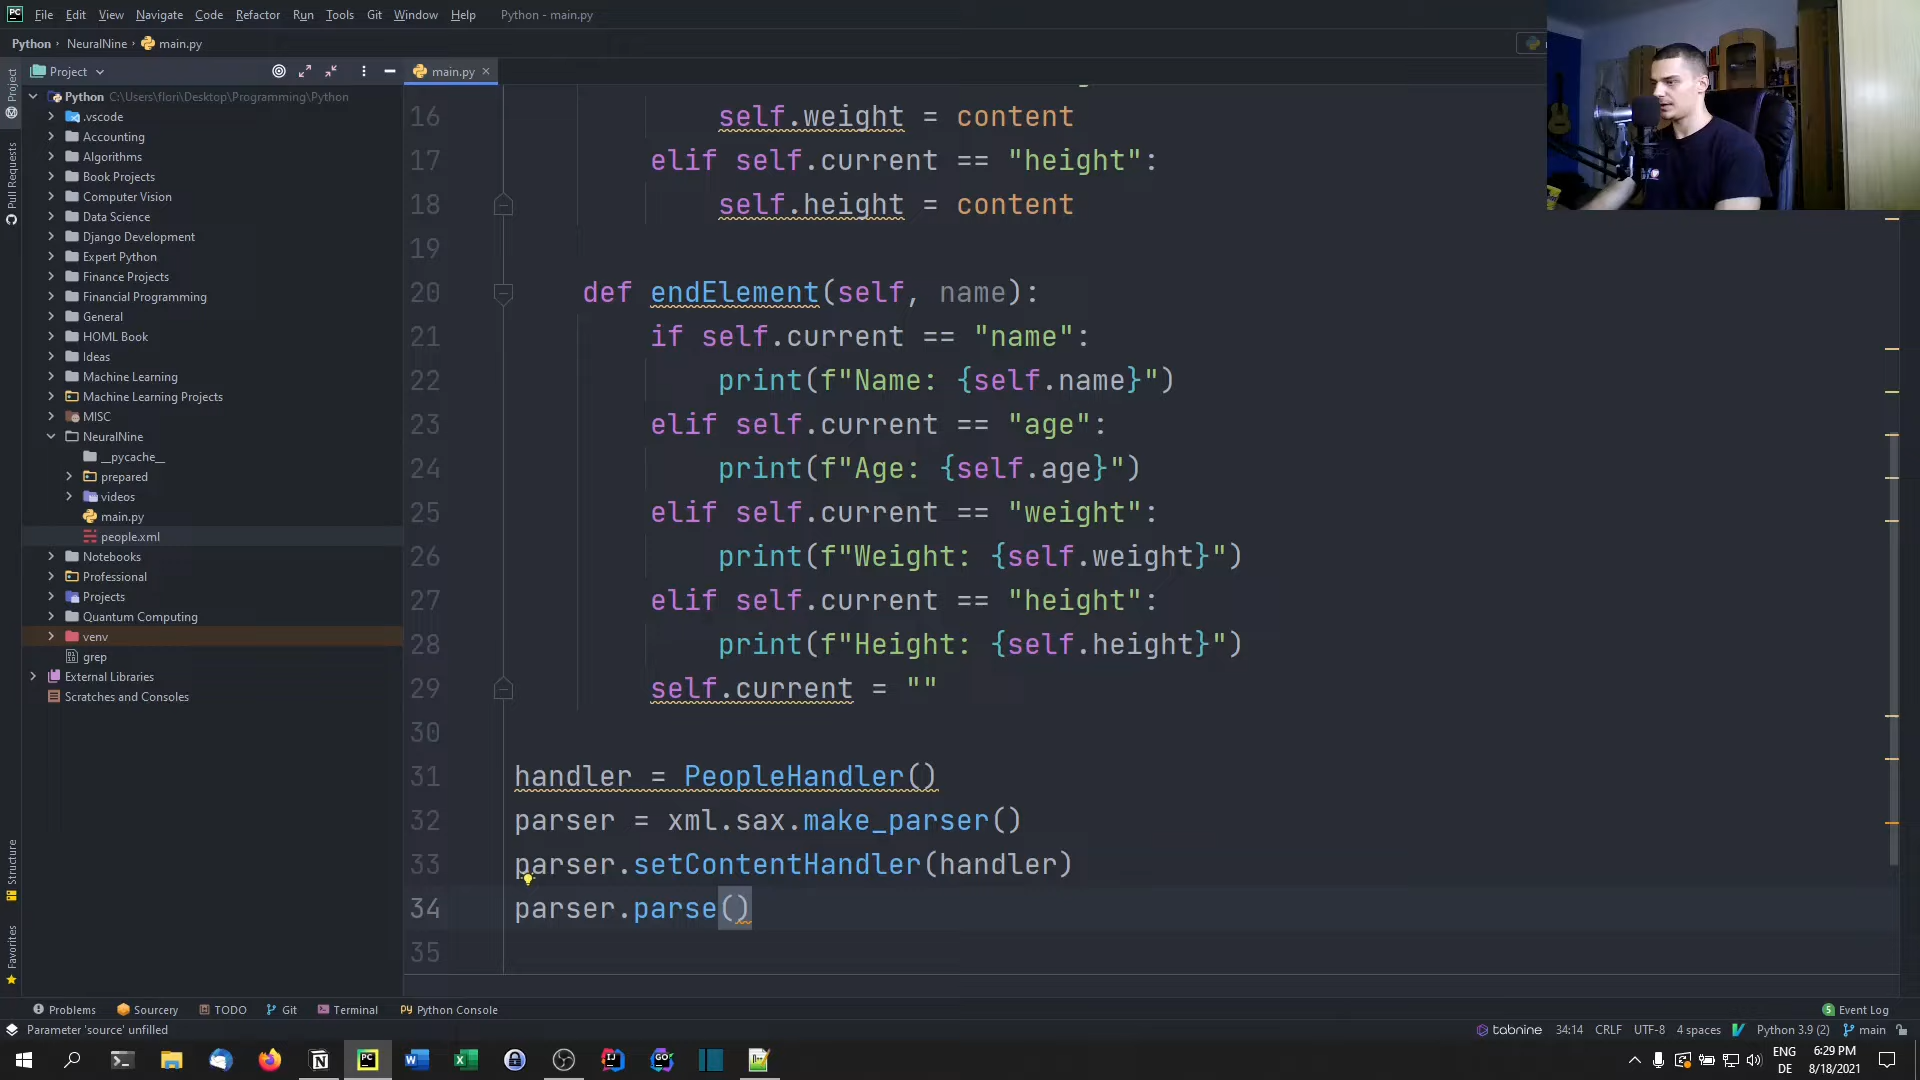 File Edit View Navigate Code Refactor Run Tools Git Window Help Python - main.py
Python NeuralNine main.py
Project main.py
Python C:\Users\flori\Desktop\Programming\Python
.vscode
Accounting
Algorithms
Book Projects
Computer Vision
Data Science
Django Development
Expert Python
Finance Projects
Financial Programming
General
HOML Book
Ideas
Machine Learning
Machine Learning Projects
MISC
NeuralNine
__pycache__
prepared
videos
main.py
people.xml
Notebooks
Professional
Projects
Quantum Computing
venv
grep
External Libraries
Scratches and Consoles
Project
Pull Requests
Structure
Favorites
16 self.weight = content
17 elif self.current == "height":
18 self.height = content
19
20 def endElement(self, name):
21 if self.current == "name":
22 print(f"Name: {self.name}")
23 elif self.current == "age":
24 print(f"Age: {self.age}")
25 elif self.current == "weight":
26 print(f"Weight: {self.weight}")
27 elif self.current == "height":
28 print(f"Height: {self.height}")
29 self.current = ""
30
31 handler = PeopleHandler()
32 parser = xml.sax.make_parser()
33 parser.setContentHandler(handler)
34 parser.parse()
35
Problems Sourcery TODO Git Terminal Python Console Event Log
Parameter 'source' unfilled tabnine 34:14 CRLF UTF-8 4 spaces Python 3.9 (2) main
ENG 6:29 PM
DE 8/18/2021